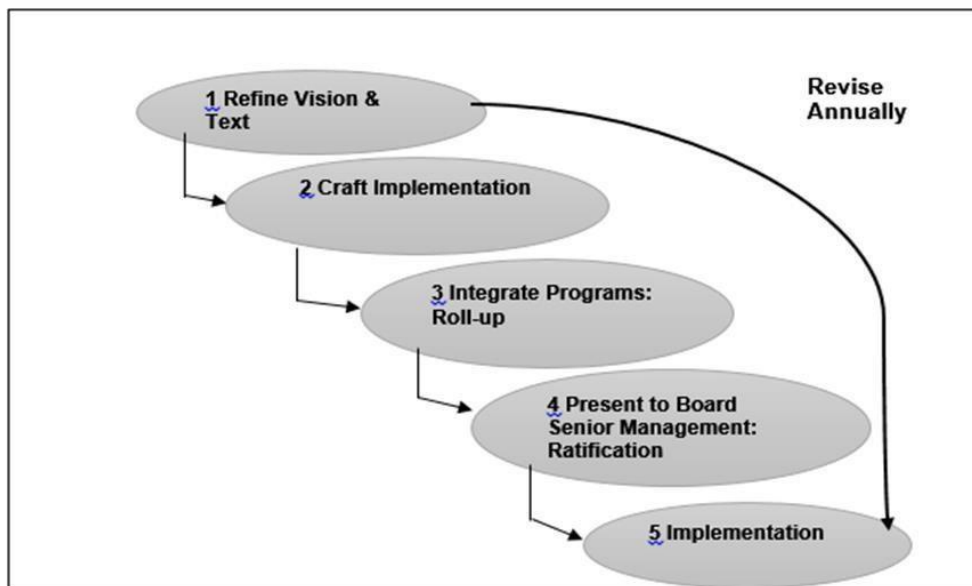 1 Refine Vision &
Text
Revise
Annually
2 Craft Implementation
3 Integrate Programs:
Roll-up
4 Present to Board
Senior Management:
Ratification
5 Implementation